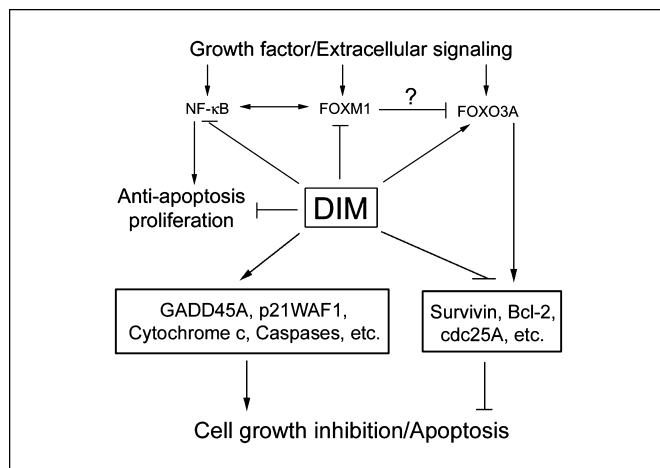 Growth factor/Extracellular signaling
?
NF-κB
FOXM1
FOXO3A
Anti-apoptosis
proliferation
DIM
GADD45A, p21WAF1,
Cytochrome c, Caspases, etc.
Survivin, Bcl-2,
cdc25A, etc.
Cell growth inhibition/Apoptosis